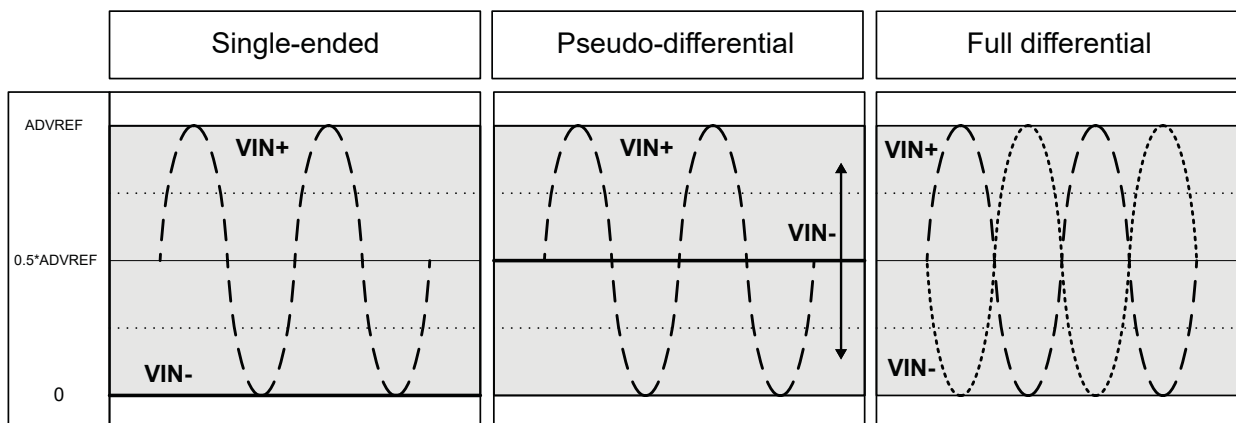 Single-ended
Pseudo-differential
Full differential
ADVREF
VIN+
VIN+
VIN+
VIN-
0.5*ADVREF
VIN-
VIN-
0